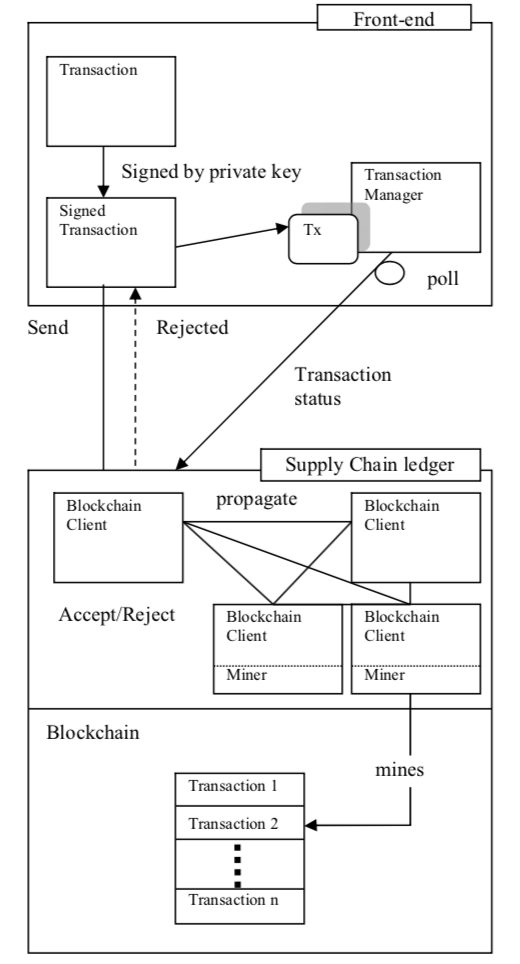 Front-end
Transaction
Signed by private key
Signed
Transaction
Transaction
Manager
Tx
poll
Send
Rejected
Transaction
status
Supply Chain ledger
Blockchain
Client
propagate
Blockchain
Client
Accept/Reject
Blockchain
Client
Miner
Blockchain
Client
Miner
Blockchain
mines
Transaction 1
Transaction 2
Transaction n